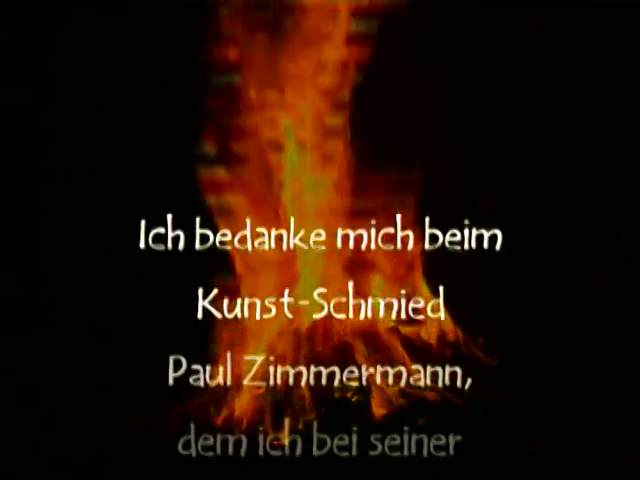 Ich bedanke mich beim
Kunst-Schmied
Paul Zimmermann,
dem ich bei seiner